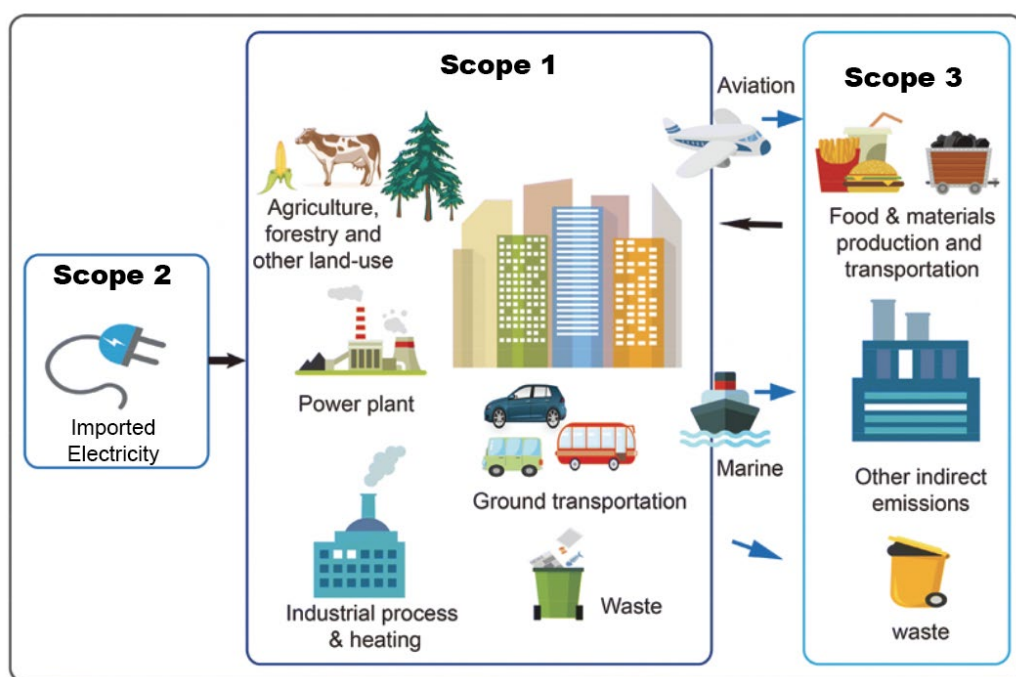 Scope 1
Agriculture,
forestry and
other land-use
Power plant
Industrial process
& heating
Ground transportation
Waste
Scope 2
Imported
Electricity
Aviation
Marine
Scope 3
Food & materials
production and
transportation
Other indirect
emissions
waste